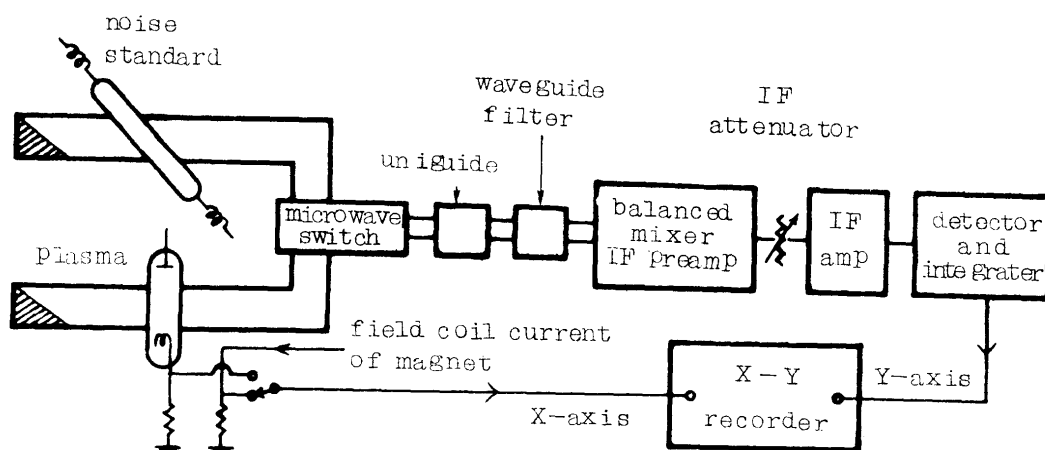 noise
standard
waveguide
filter
IF
attenuator
uniguide
microwave
switch
balanced
mixer
IF preamp
IF
amp
detector
and
integrater
plasma
field coil current
of magnet
X-Y
recorder
Y-axis
X-axis